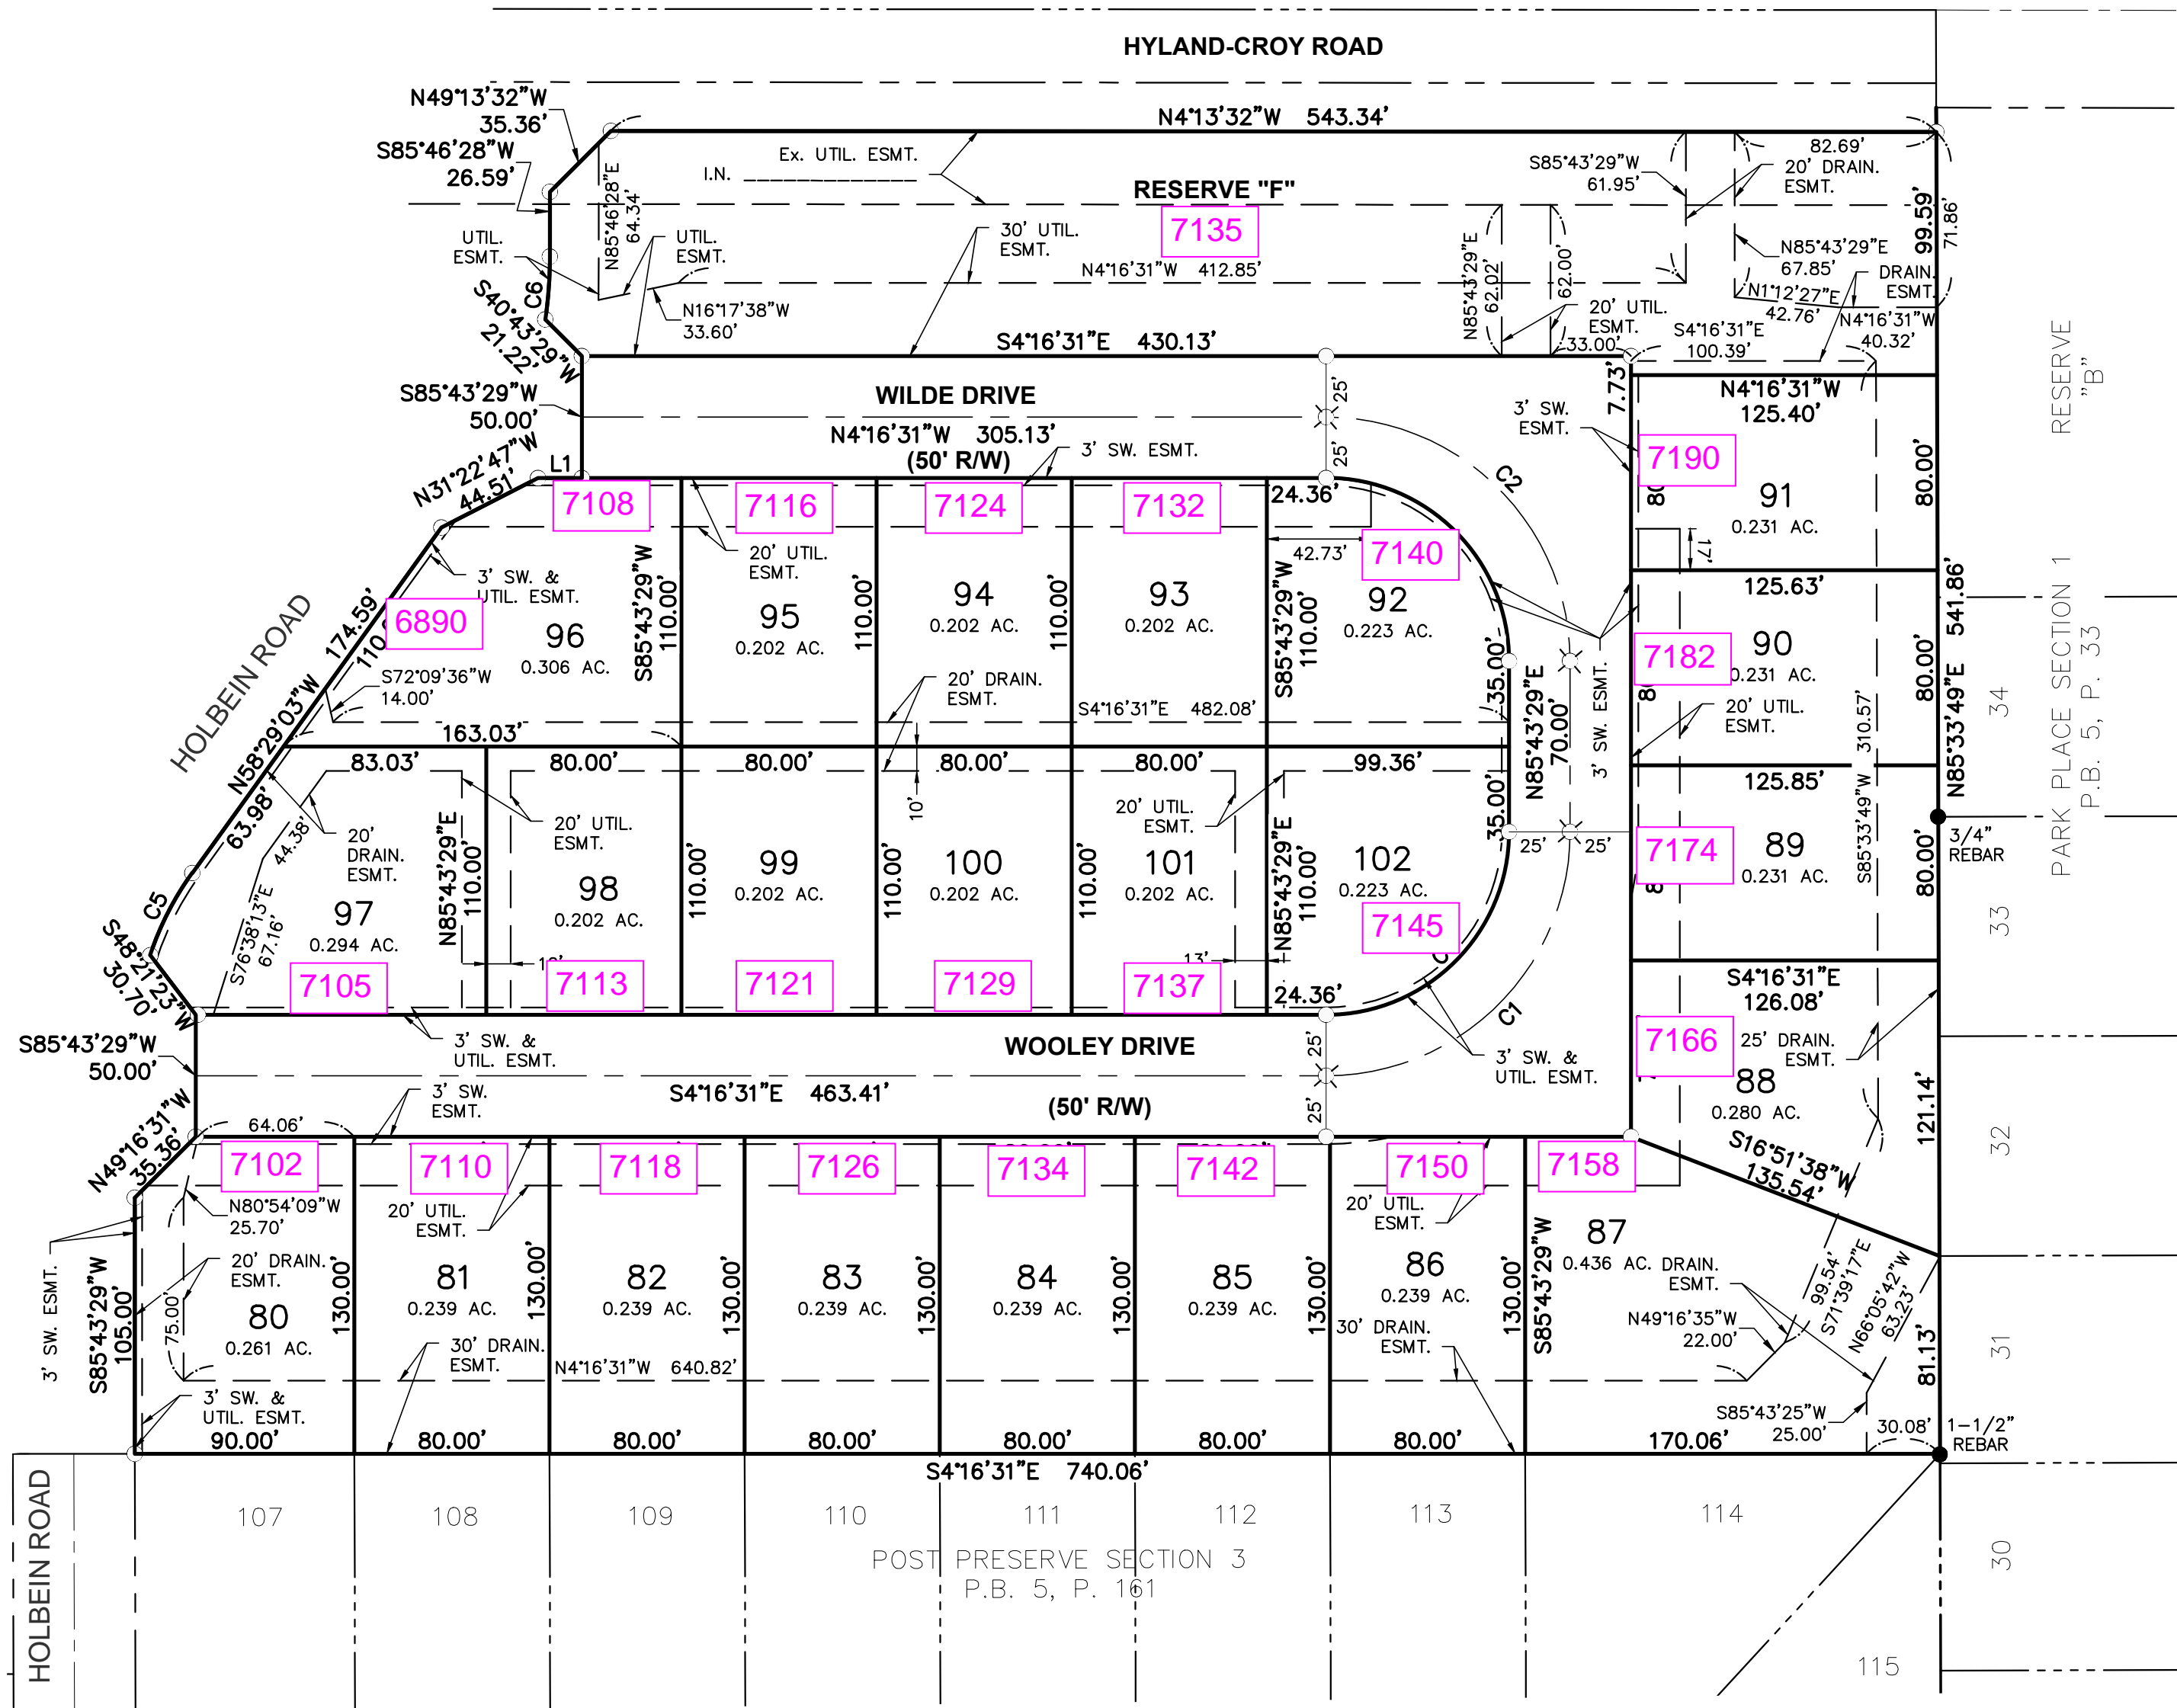 HYLAND-CROY ROAD
N49°13'32"W
35.36'
N4°13'32"W 543.34'
S85°46'28"W
26.59'
Ex. UTIL. ESMT.
I.N.
RESERVE "F"
7135
S85°43'29"W
61.95'
82.69'
20' DRAIN.
ESMT.
99.59'
71.86'
N85°46'28"E
64.34'
UTIL.
ESMT.
UTIL.
ESMT.
30' UTIL.
ESMT.
N4°16'31"W 412.85'
N85°43'29"E
62.02'
62.00'
N85°43'29"E
67.85'
DRAIN.
ESMT.
N1°12'27"E
42.76'
N4°16'31"W
40.32'
C6
S40°43'29"W
21.22'
N16°17'38"W
33.60'
20' UTIL.
ESMT.
33.00'
S4°16'31"E
100.39'
S4°16'31"E 430.13'
RESERVE
"B"
S85°43'29"W
50.00'
WILDE DRIVE
25'
25'
7.73'
N4°16'31"W
125.40'
N4°16'31"W 305.13'
(50' R/W)
3' SW. ESMT.
3' SW.
ESMT.
N31°22'47"W
44.51'
L1
C2
7108
7116
7124
7132
24.36'
7140
42.73'
7190
91
0.231 AC.
80.00'
17'
20' UTIL.
ESMT.
3' SW. &
UTIL. ESMT.
6890
HOLBEIN ROAD
N58°29'03"W 174.59'
S72°09'36"W
14.00'
96
0.306 AC.
S85°43'29"W
110.00'
95
0.202 AC.
110.00'
94
0.202 AC.
110.00'
93
0.202 AC.
S85°43'29"W
110.00'
92
0.223 AC.
35.00'
125.63'
7182
90
0.231 AC.
80.00'
N85°33'49"E 541.86'
PARK PLACE SECTION 1
P.B. 5, P. 33
34
20' DRAIN.
ESMT.
S4°16'31"E 482.08'
N85°43'29"E
70.00'
3' SW. ESMT.
20' UTIL.
ESMT.
S85°33'49"W 310.57'
163.03'
83.03'
80.00'
80.00'
80.00'
80.00'
99.36'
125.85'
10'
63.98'
44.38'
20'
DRAIN.
ESMT.
20' UTIL.
ESMT.
20' UTIL.
ESMT.
35.00'
25'
25'
7174
89
0.231 AC.
80.00'
3/4"
REBAR
33
C5
S76°38'13"E
67.16'
97
0.294 AC.
N85°43'29"E
110.00'
98
0.202 AC.
110.00'
99
0.202 AC.
110.00'
100
0.202 AC.
110.00'
101
0.202 AC.
N85°43'29"E
110.00'
102
0.223 AC.
7145
S48°21'23"W
30.70'
7105
7113
7121
7129
7137
13'
24.36'
C1
S4°16'31"E
126.08'
S85°43'29"W
50.00'
3' SW. &
UTIL. ESMT.
WOOLEY DRIVE
25'
25'
3' SW. &
UTIL. ESMT.
7166
25' DRAIN.
ESMT.
88
0.280 AC.
121.14'
32
S4°16'31"E 463.41'
(50' R/W)
3' SW.
ESMT.
N49°16'31"W
35.36'
64.06'
7102
7110
7118
7126
7134
7142
7150
7158
S16°51'38"W
135.54'
N80°54'09"W
25.70'
20' UTIL.
ESMT.
20' UTIL.
ESMT.
3' SW. ESMT.
S85°43'29"W
105.00'
20' DRAIN.
ESMT.
75.00'
80
0.261 AC.
130.00'
81
0.239 AC.
130.00'
82
0.239 AC.
130.00'
83
0.239 AC.
130.00'
84
0.239 AC.
130.00'
85
0.239 AC.
130.00'
86
0.239 AC.
130.00'
S85°43'29"W
87
0.436 AC.
DRAIN.
ESMT.
99.54'
S71°39'17"E
N66°05'42"W
63.23'
81.13'
31
N49°16'35"W
22.00'
30' DRAIN.
ESMT.
N4°16'31"W 640.82'
30' DRAIN.
ESMT.
3' SW. &
UTIL. ESMT.
S85°43'25"W
25.00'
30.08'
1-1/2"
REBAR
90.00'
80.00'
80.00'
80.00'
80.00'
80.00'
80.00'
170.06'
S4°16'31"E 740.06'
HOLBEIN ROAD
107
108
109
110
111
112
113
114
30
POST PRESERVE SECTION 3
P.B. 5, P. 161
115